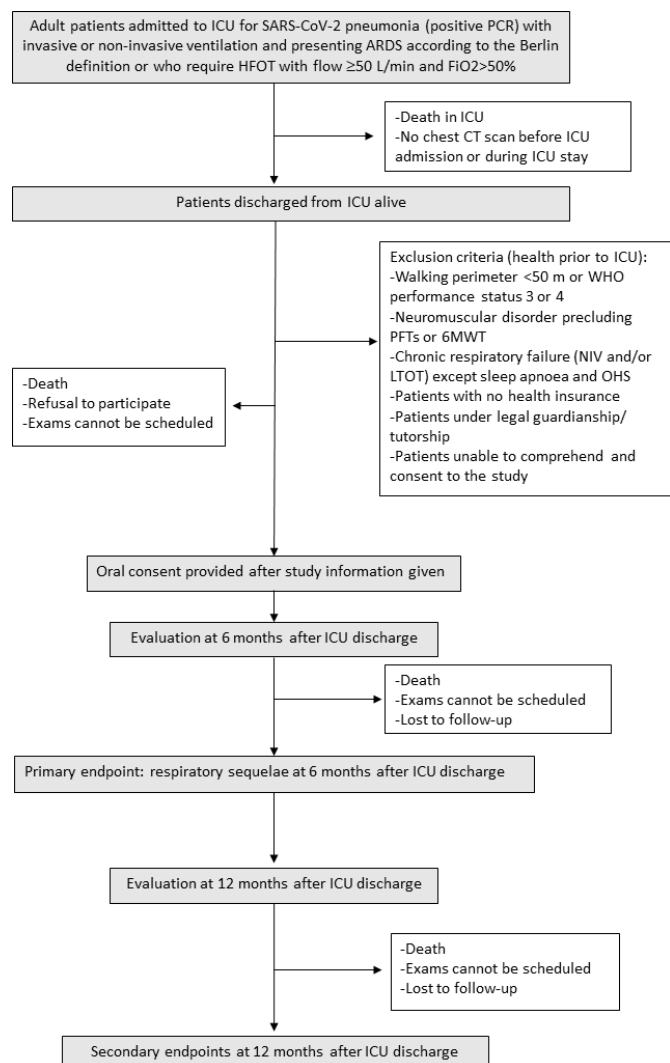 Adult patients admitted to ICU for SARS-CoV-2 pneumonia (positive PCR) with
invasive or non-invasive ventilation and presenting ARDS according to the Berlin
definition or who require HFOT with flow ≥50 L/min and FiO2>50%
-Death in ICU
-No chest CT scan before ICU
admission or during ICU stay
Patients discharged from ICU alive
Exclusion criteria (health prior to ICU):
-Walking perimeter <50 m or WHO
performance status 3 or 4
-Neuromuscular disorder precluding
PFTs or 6MWT
-Chronic respiratory failure (NIV and/or
LTOT) except sleep apnoea and OHS
-Patients with no health insurance
-Patients under legal guardianship/
tutorship
-Patients unable to comprehend and
consent to the study
-Death
-Refusal to participate
-Exams cannot be scheduled
Oral consent provided after study information given
Evaluation at 6 months after ICU discharge
-Death
-Exams cannot be scheduled
-Lost to follow-up
Primary endpoint: respiratory sequelae at 6 months after ICU discharge
Evaluation at 12 months after ICU discharge
-Death
-Exams cannot be scheduled
-Lost to follow-up
Secondary endpoints at 12 months after ICU discharge